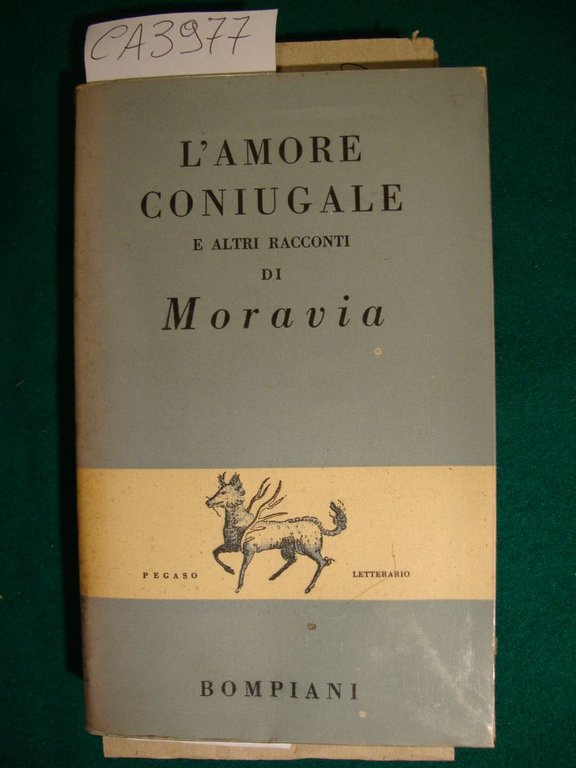 CA3977
L'AMORE
CONIUGALE
E ALTRI RACCONTI
DI
Moravia
PEGASO LETTERARIO
BOMPIANI